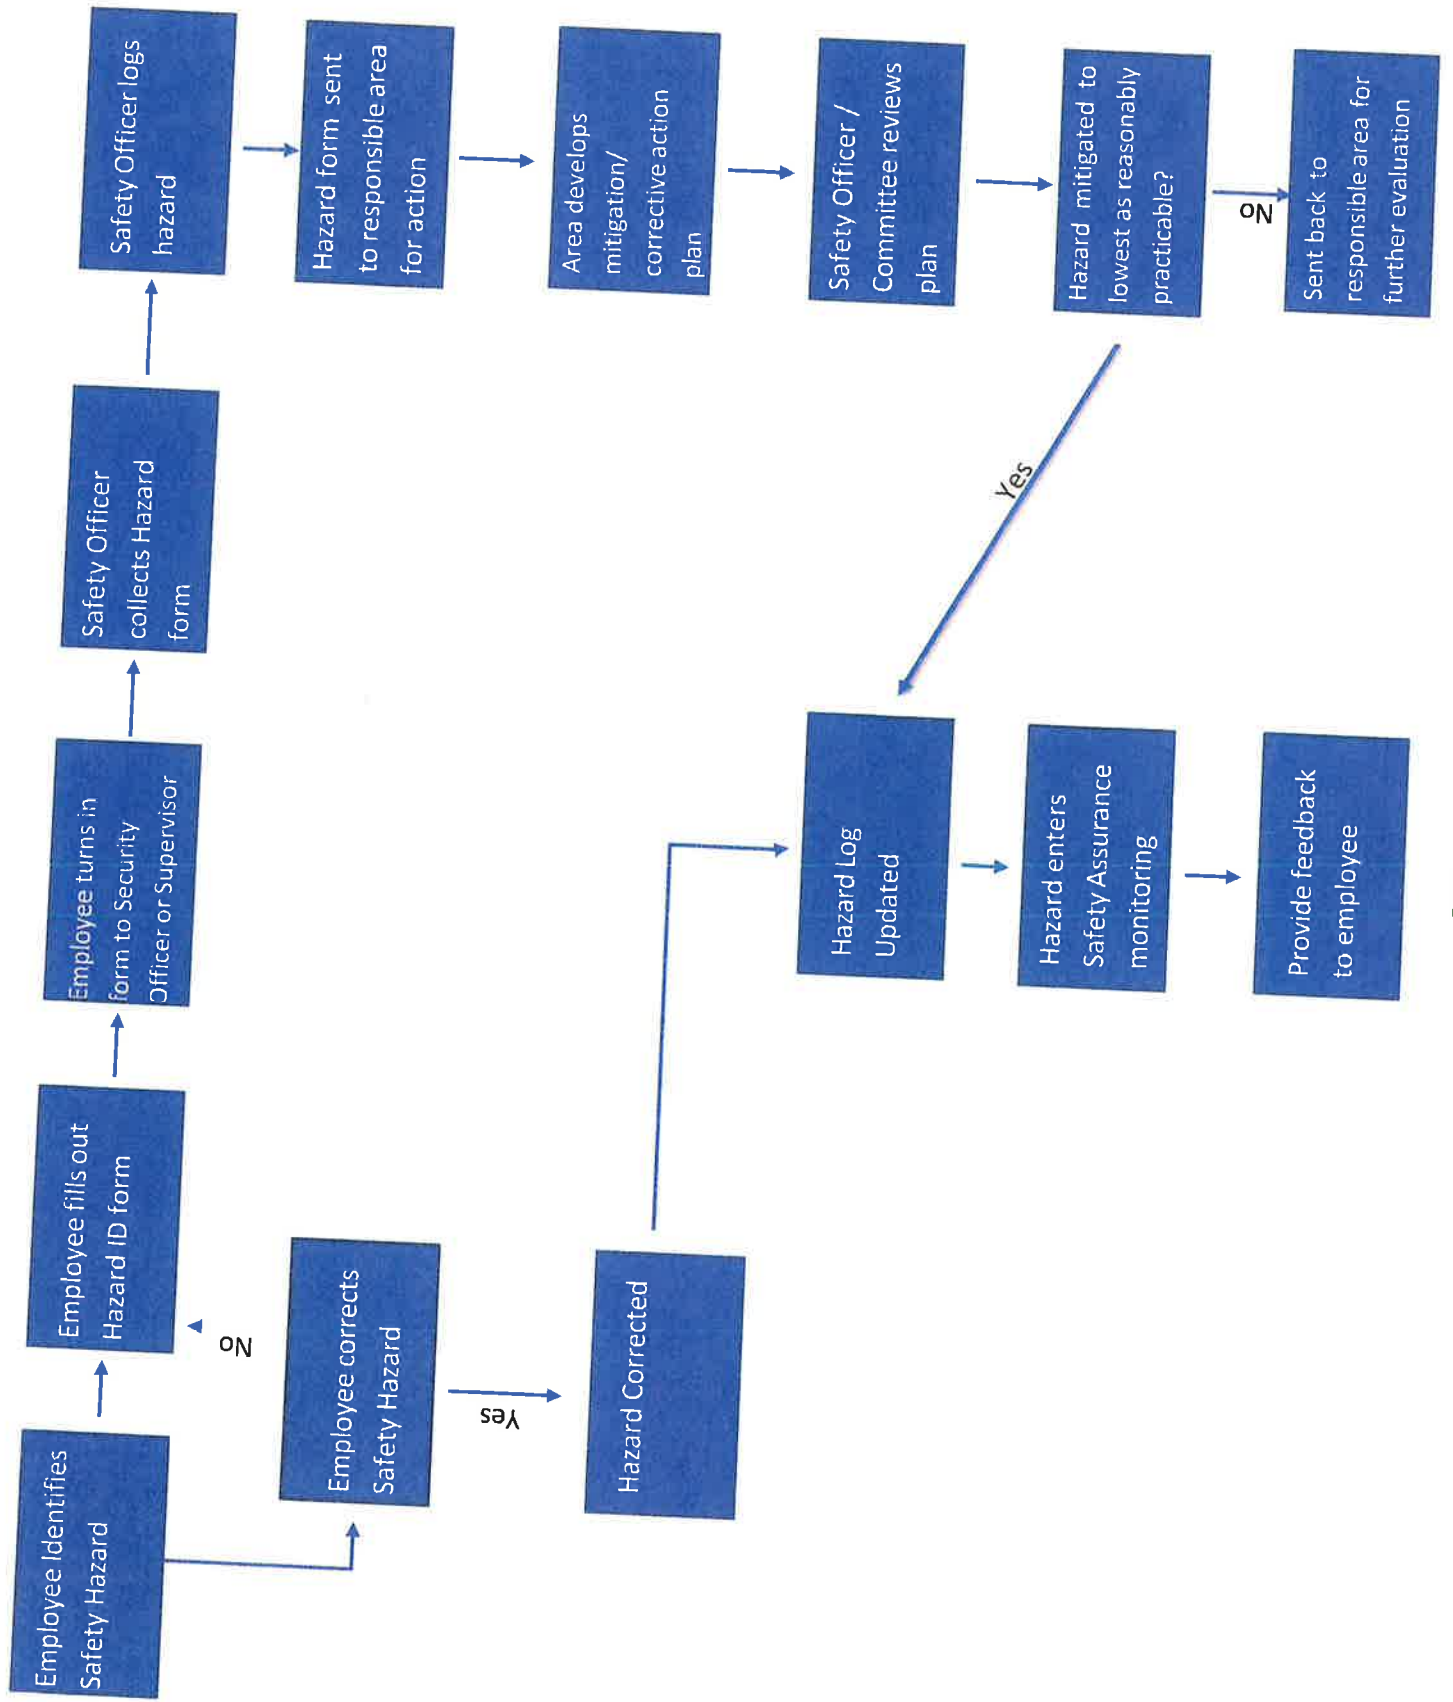 Employee Identifies
Safety Hazard
Employee fills out
Hazard ID form
Employee turns in
form to Security
Officer or Supervisor
Safety Officer
collects Hazard
form
Safety Officer logs
hazard
No
Employee corrects
Safety Hazard
Yes
Hazard Corrected
Hazard form sent
to responsible area
for action
Area develops
mitigation/
corrective action
plan
Safety Officer /
Committee reviews
plan
Hazard mitigated to
lowest as reasonably
practicable?
No
Sent back to
responsible area for
further evaluation
Yes
Hazard Log
Updated
Hazard enters
Safety Assurance
monitoring
Provide feedback
to employee